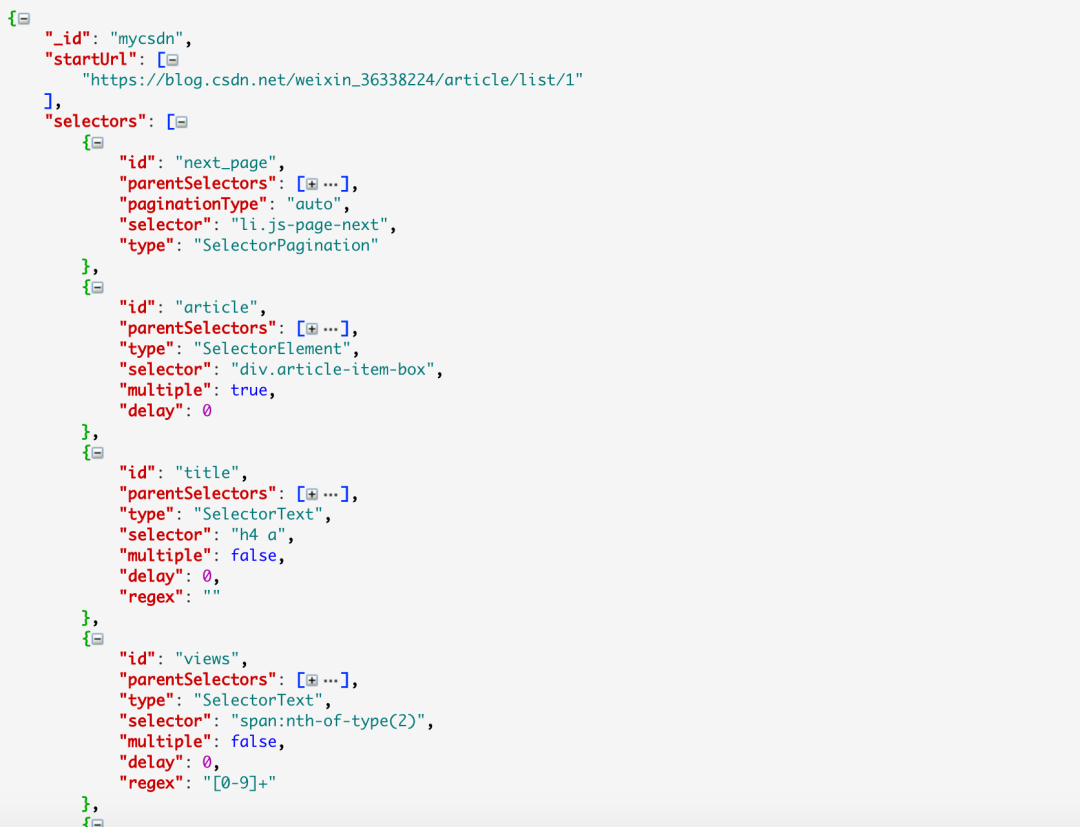 {
"_id": "mycsdn",
"startUrl": [
"https://blog.csdn.net/weixin_36338224/article/list/1"
],
"selectors": [
{
"id": "next_page",
"parentSelectors": [...],
"paginationType": "auto",
"selector": "li.js-page-next",
"type": "SelectorPagination"
},
{
"id": "article",
"parentSelectors": [...],
"type": "SelectorElement",
"selector": "div.article-item-box",
"multiple": true,
"delay": 0
},
{
"id": "title",
"parentSelectors": [...],
"type": "SelectorText",
"selector": "h4 a",
"multiple": false,
"delay": 0,
"regex": ""
},
{
"id": "views",
"parentSelectors": [...],
"type": "SelectorText",
"selector": "span:nth-of-type(2)",
"multiple": false,
"delay": 0,
"regex": "[0-9]+"
},
{